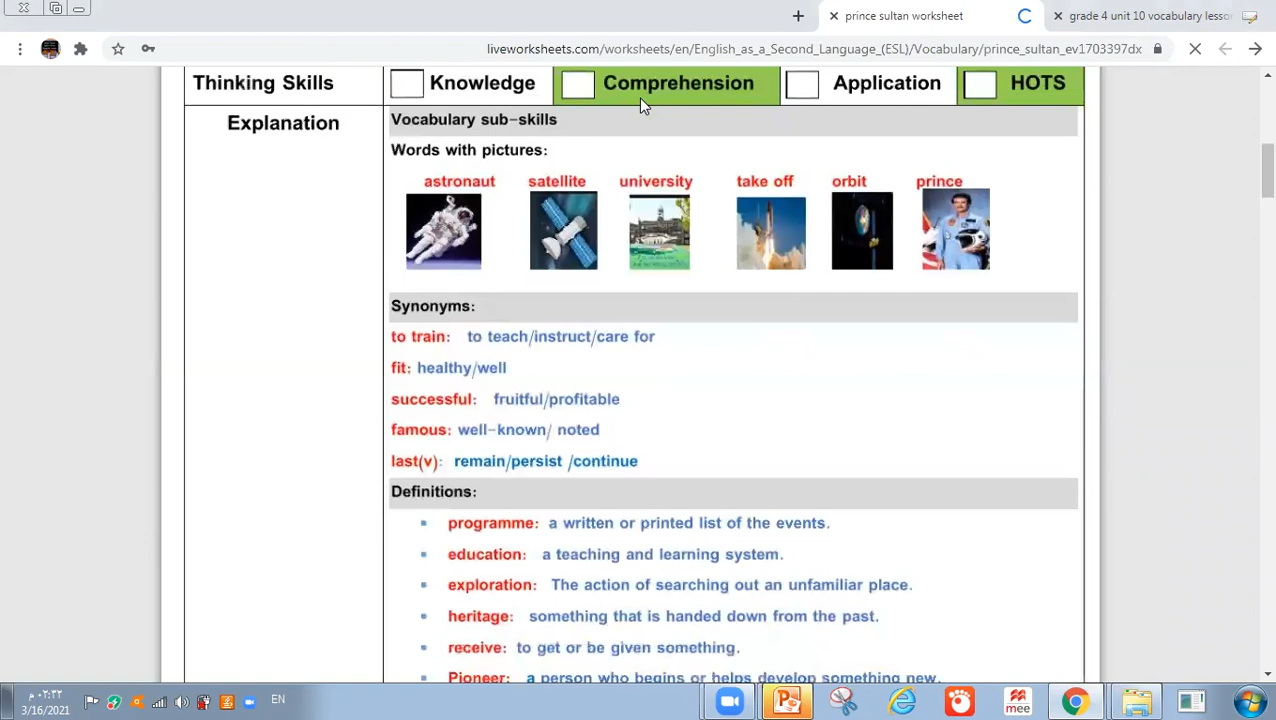 prince sultan worksheet
grade 4 unit 10 vocabulary lesso
liveworksheets.com/worksheets/en/English_as_a_Second_Language_(ESL)/Vocabulary/prince_sultan_ev1703397dx
Thinking Skills Knowledge Comprehension Application HOTS
Explanation
Vocabulary sub-skills
Words with pictures:
astronaut satellite university take off orbit prince
Synonyms:
to train: to teach/instruct/care for
fit: healthy/well
successful: fruitful/profitable
famous: well-known/ noted
last(v): remain/persist /continue
Definitions:
programme: a written or printed list of the events.
education: a teaching and learning system.
exploration: The action of searching out an unfamiliar place.
heritage: something that is handed down from the past.
receive: to get or be given something.
Pioneer: a person who begins or helps develop something new.
٠٢:٢٢ م
3/16/2021
EN
mee